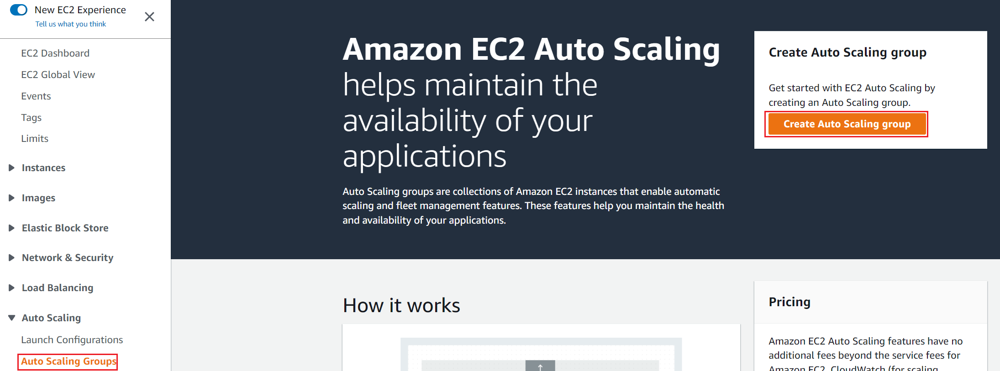 New EC2 Experience
Tell us what you think
EC2 Dashboard
EC2 Global View
Events
Tags
Limits
Instances
Images
Elastic Block Store
Network & Security
Load Balancing
Auto Scaling
Launch Configurations
Auto Scaling Groups
Amazon EC2 Auto Scaling
helps maintain the
availability of your
applications
Auto Scaling groups are collections of Amazon EC2 instances that enable automatic
scaling and fleet management features. These features help you maintain the health
and availability of your applications.
Create Auto Scaling group
Get started with EC2 Auto Scaling by
creating an Auto Scaling group.
Create Auto Scaling group
How it works
Pricing
Amazon EC2 Auto Scaling features have no
additional fees beyond the service fees for
Amazon EC2, CloudWatch (for scaling